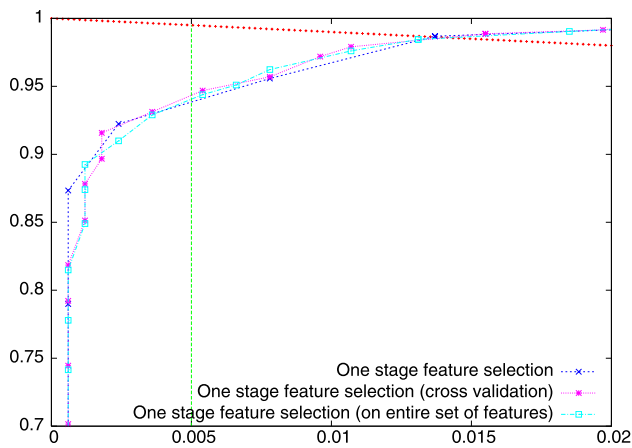 1
0.95
0.9
0.85
0.8
0.75
0.7
One stage feature selection
One stage feature selection (cross validation)
One stage feature selection (on entire set of features)
0 0.005 0.01 0.015 0.02